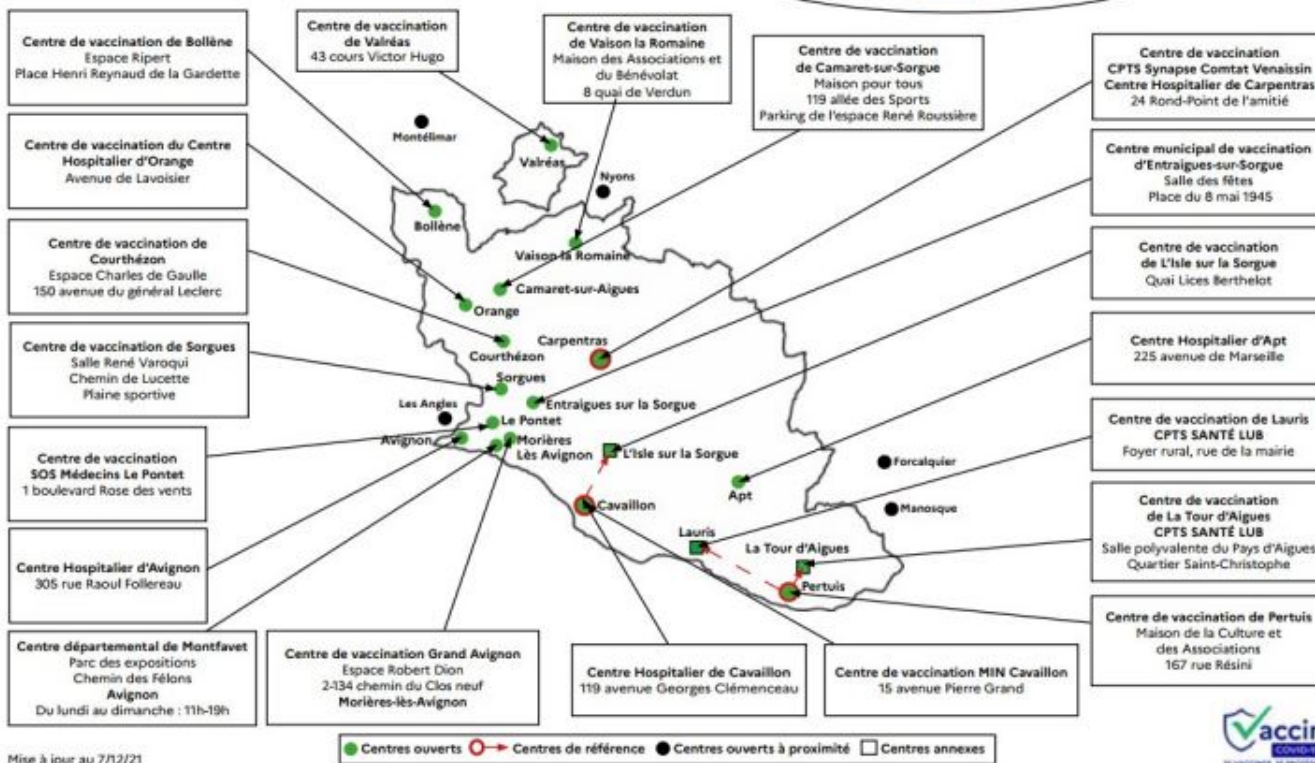 Centre de vaccination de Bollène
Espace Ripert
Place Henri Reynaud de la Gardette
Centre de vaccination
de Valréas
43 cours Victor Hugo
Centre de vaccination
de Vaison la Romaine
Maison des Associations et
du Bénévolat
8 quai de Verdun
Centre de vaccination
de Camaret-sur-Sorgue
Maison pour tous
119 allée des Sports
Parking de l'espace René Roussière
Centre de vaccination
CPTS Synapse Comtat Venaissin
Centre Hospitalier de Carpentras
24 Rond-Point de l'amitié
Centre de vaccination du Centre
Hospitalier d'Orange
Avenue de Lavoisier
Centre municipal de vaccination
d'Entraigues-sur-Sorgue
Salle des fêtes
Place du 8 mai 1945
Centre de vaccination de
Courthézon
Espace Charles de Gaulle
150 avenue du général Leclerc
Centre de vaccination
de L'Isle sur la Sorgue
Quai Lices Berthelot
Centre de vaccination de Sorgues
Salle René Varoqui
Chemin de Lucette
Plaine sportive
Centre Hospitalier d'Apt
225 avenue de Marseille
Centre de vaccination
SOS Médecins Le Pontet
1 boulevard Rose des vents
Centre de vaccination de Lauris
CPTS SANTÉ LUB
Foyer rural, rue de la mairie
Centre Hospitalier d'Avignon
305 rue Raoul Follereau
Centre de vaccination
de La Tour d'Aigues
CPTS SANTÉ LUB
Salle polyvalente du Pays d'Aigues
Quartier Saint-Christophe
Centre départemental de Montfavet
Parc des expositions
Chemin des Félons
Avignon
Du lundi au dimanche : 11h-19h
Centre de vaccination Grand Avignon
Espace Robert Dion
2-134 chemin du Clos neuf
Morières-lès-Avignon
Centre Hospitalier de Cavaillon
119 avenue Georges Clémenceau
Centre de vaccination MIN Cavaillon
15 avenue Pierre Grand
Centre de vaccination de Pertuis
Maison de la Culture et
des Associations
167 rue Résini
Montélimar
Valréas
Nyons
Bollène
Vaison la Romaine
Camaret-sur-Aigues
Orange
Carpentras
Courthézon
Sorgues
Entraigues sur la Sorgue
Les Angles
Le Pontet
Avignon
Morières
Lès Avignon
L'Isle sur la Sorgue
Forcalquier
Apt
Cavaillon
Manosque
Lauris
La Tour d'Aigues
Pertuis
Centres ouverts
Centres de référence
Centres ouverts à proximité
Centres annexes
Mise à jour au 7/12/21
Vaccin